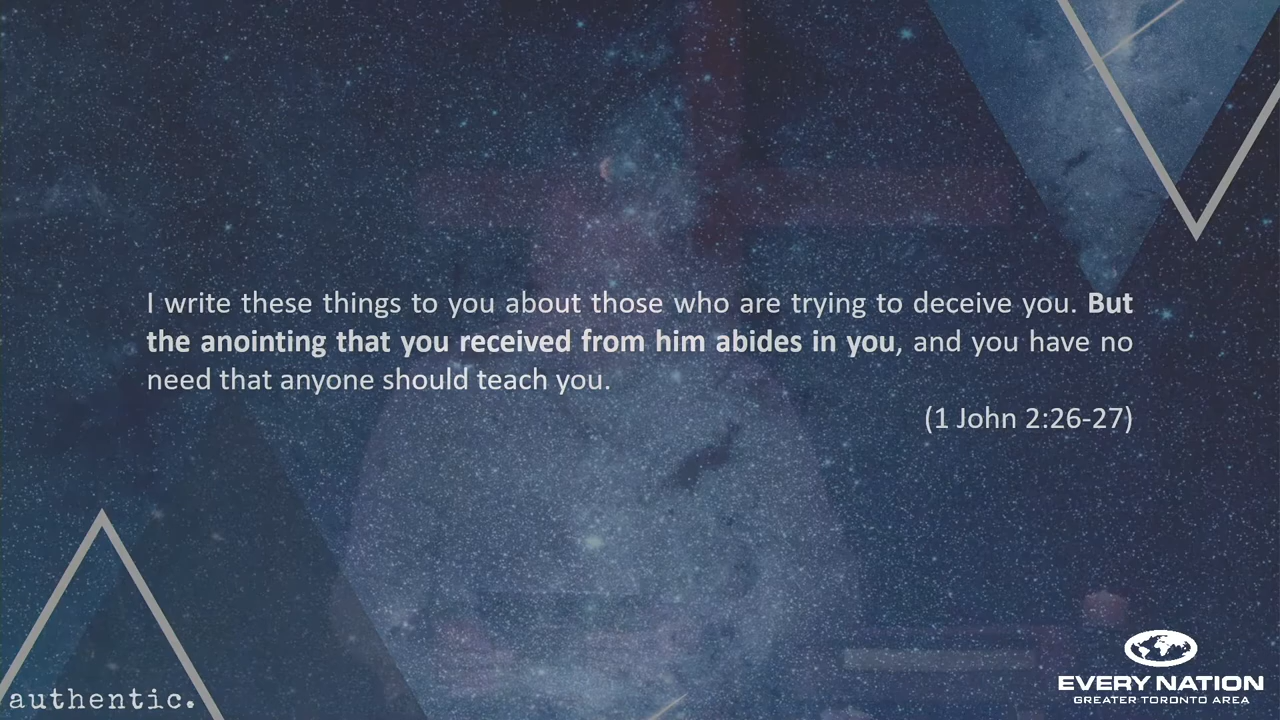 I write these things to you about those who are trying to deceive you. But
the anointing that you received from him abides in you, and you have no
need that anyone should teach you.
(1 John 2:26-27)
authentic.
EVERY NATION
GREATER TORONTO AREA